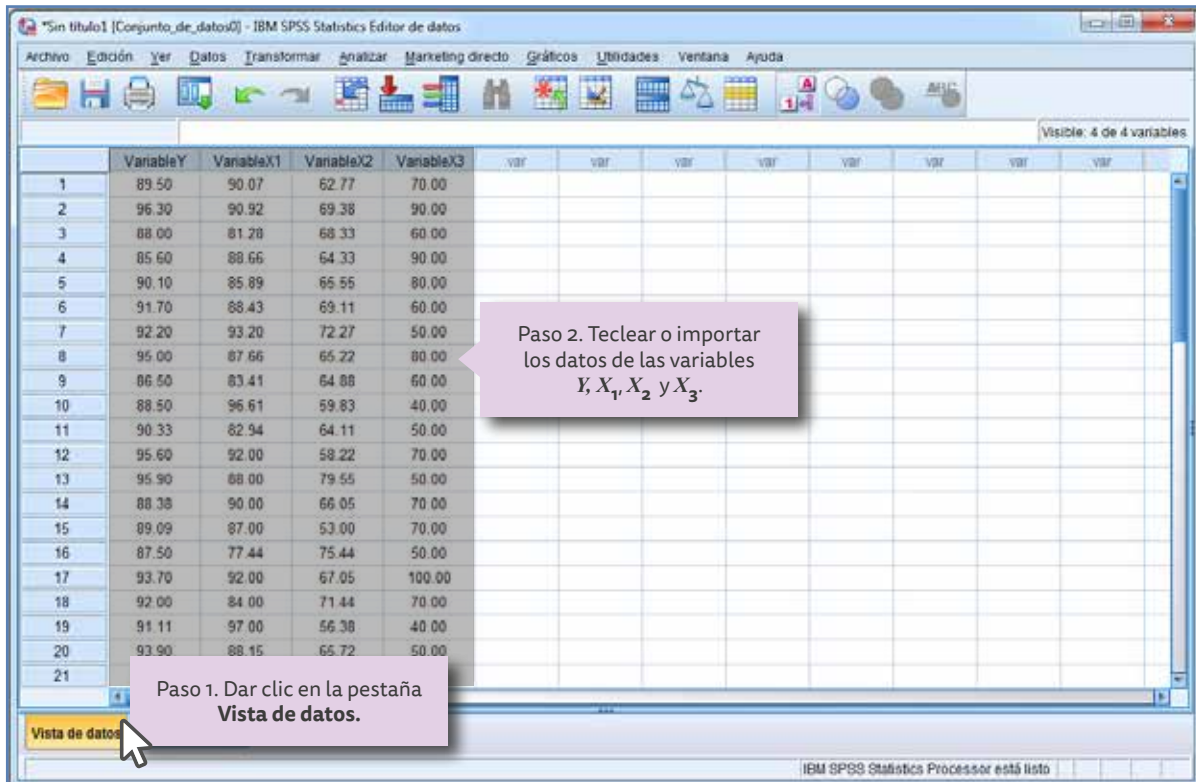 *Sin título1 [Conjunto_de_datos0] - IBM SPSS Statistics Editor de datos
Archivo Edición Ver Datos Transformar Analizar Marketing directo Gráficos Utilidades Ventana Ayuda
Visible: 4 de 4 variables
VariableY VariableX1 VariableX2 VariableX3 var var var var var var var var
1 89.50 90.07 62.77 70.00
2 96.30 90.92 69.38 90.00
3 88.00 81.28 68.33 60.00
4 85.60 88.66 64.33 90.00
5 90.10 85.89 65.55 80.00
6 91.70 88.43 69.11 60.00
7 92.20 93.20 72.27 50.00
8 95.00 87.66 65.22 80.00
9 86.50 83.41 64.88 60.00
10 88.50 96.61 59.83 40.00
11 90.33 82.94 64.11 50.00
12 95.60 92.00 58.22 70.00
13 95.90 88.00 79.55 50.00
14 88.38 90.00 66.05 70.00
15 89.09 87.00 53.00 70.00
16 87.50 77.44 75.44 50.00
17 93.70 92.00 67.05 100.00
18 92.00 84.00 71.44 70.00
19 91.11 97.00 56.38 40.00
20 93.90 88.15 65.72 50.00
21
Paso 2. Teclear o importar
los datos de las variables
Y, X₁, X₂ y X₃.
Paso 1. Dar clic en la pestaña
Vista de datos.
Vista de datos
IBM SPSS Statistics Processor está listo